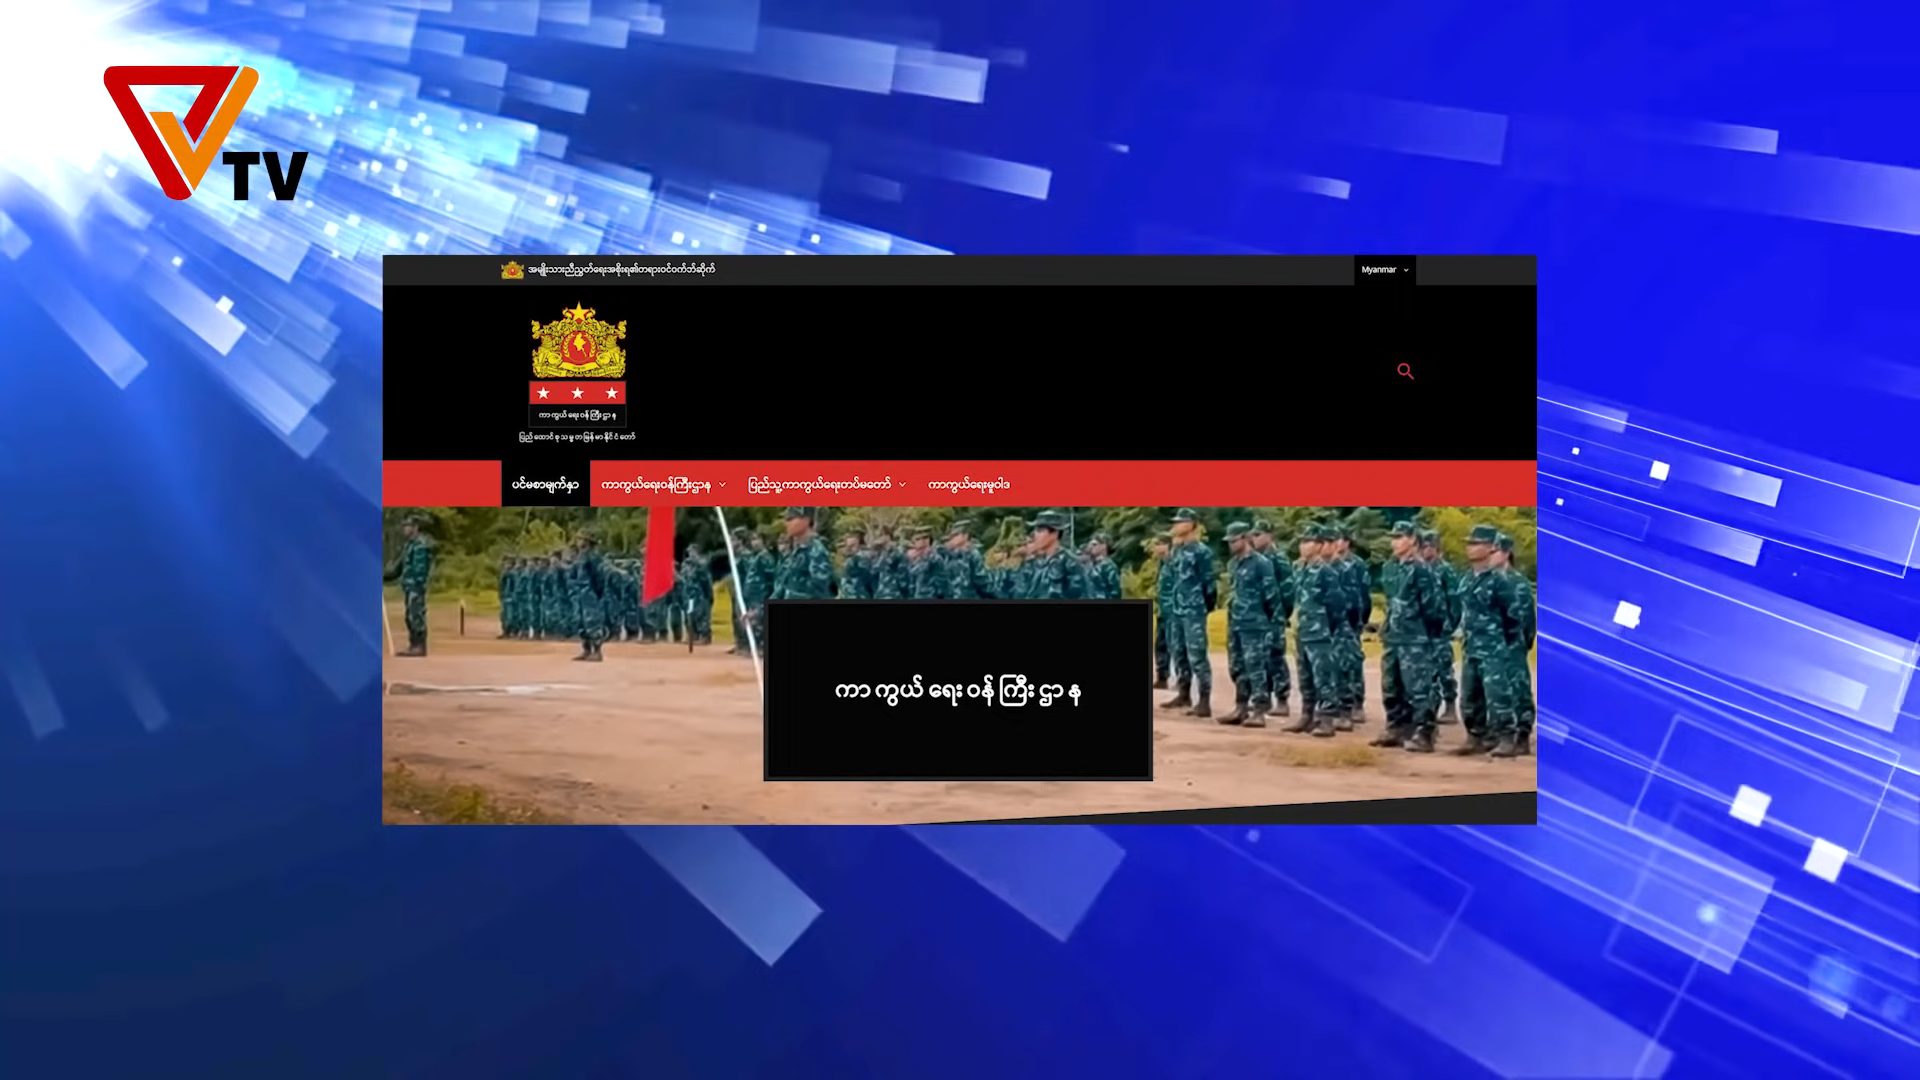 TV
အမျိုးသားညီညွတ်ရေးအစိုးရ၏တရားဝင်ဝက်ဘ်ဆိုက်
Myanmar
ကာကွယ်ရေးဝန်ကြီးဌာန
ပြည်ထောင်စုသမ္မတမြန်မာနိုင်ငံတော်
ပင်မစာမျက်နှာ ကာကွယ်ရေးဝန်ကြီးဌာန ပြည်သူ့ကာကွယ်ရေးတပ်မတော် ကာကွယ်ရေးမူဝါဒ
ကာကွယ်ရေးဝန်ကြီးဌာန